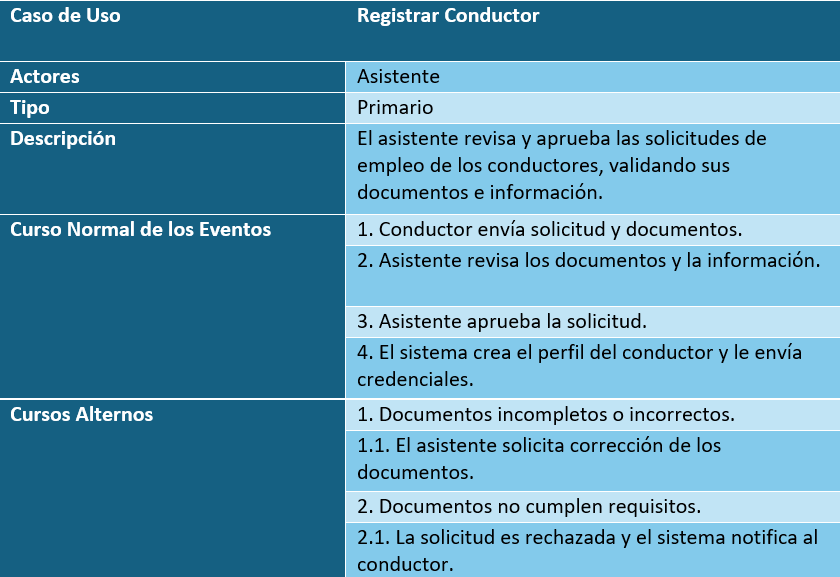 Caso de Uso
Registrar Conductor
Actores
Asistente
Tipo
Primario
Descripción
El asistente revisa y aprueba las solicitudes de
empleo de los conductores, validando sus
documentos e información.
Curso Normal de los Eventos
1. Conductor envía solicitud y documentos.
2. Asistente revisa los documentos y la información.
3. Asistente aprueba la solicitud.
4. El sistema crea el perfil del conductor y le envía
credenciales.
Cursos Alternos
1. Documentos incompletos o incorrectos.
1.1. El asistente solicita corrección de los
documentos.
2. Documentos no cumplen requisitos.
2.1. La solicitud es rechazada y el sistema notifica al
conductor.